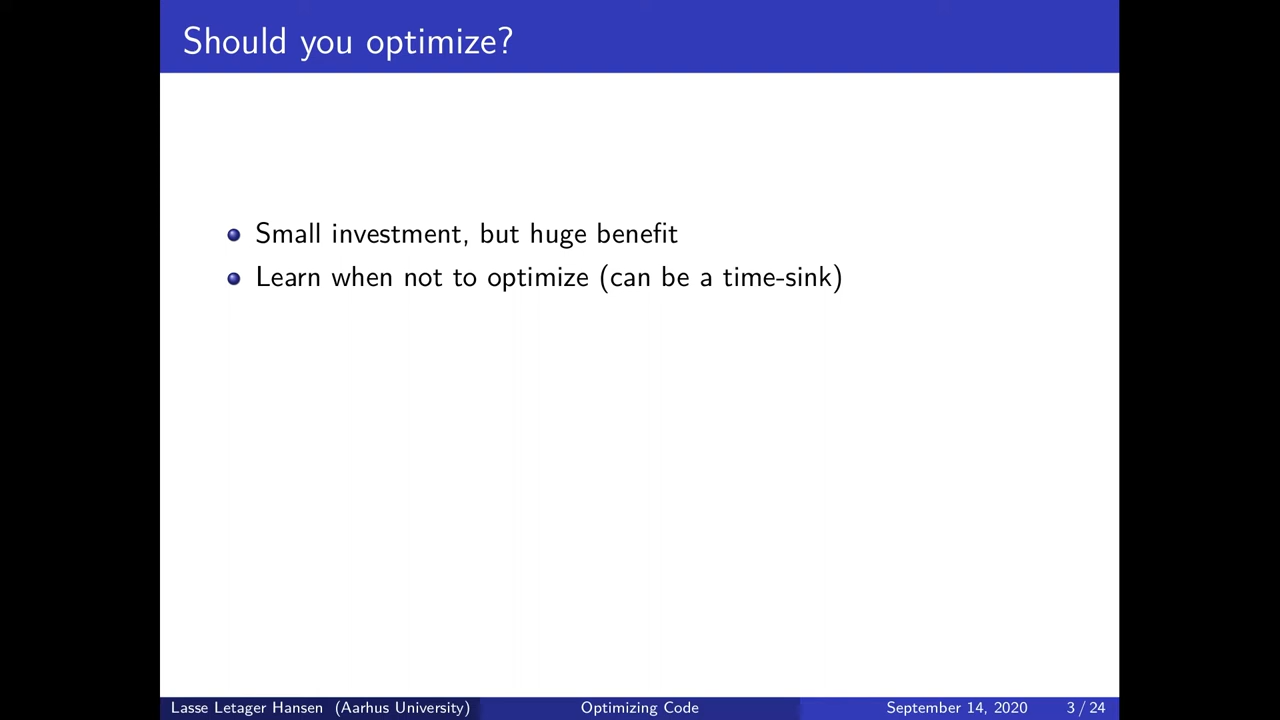 Should you optimize?
Small investment, but huge benefit
Learn when not to optimize (can be a time-sink)
Lasse Letager Hansen (Aarhus University) Optimizing Code September 14, 2020 3 / 24